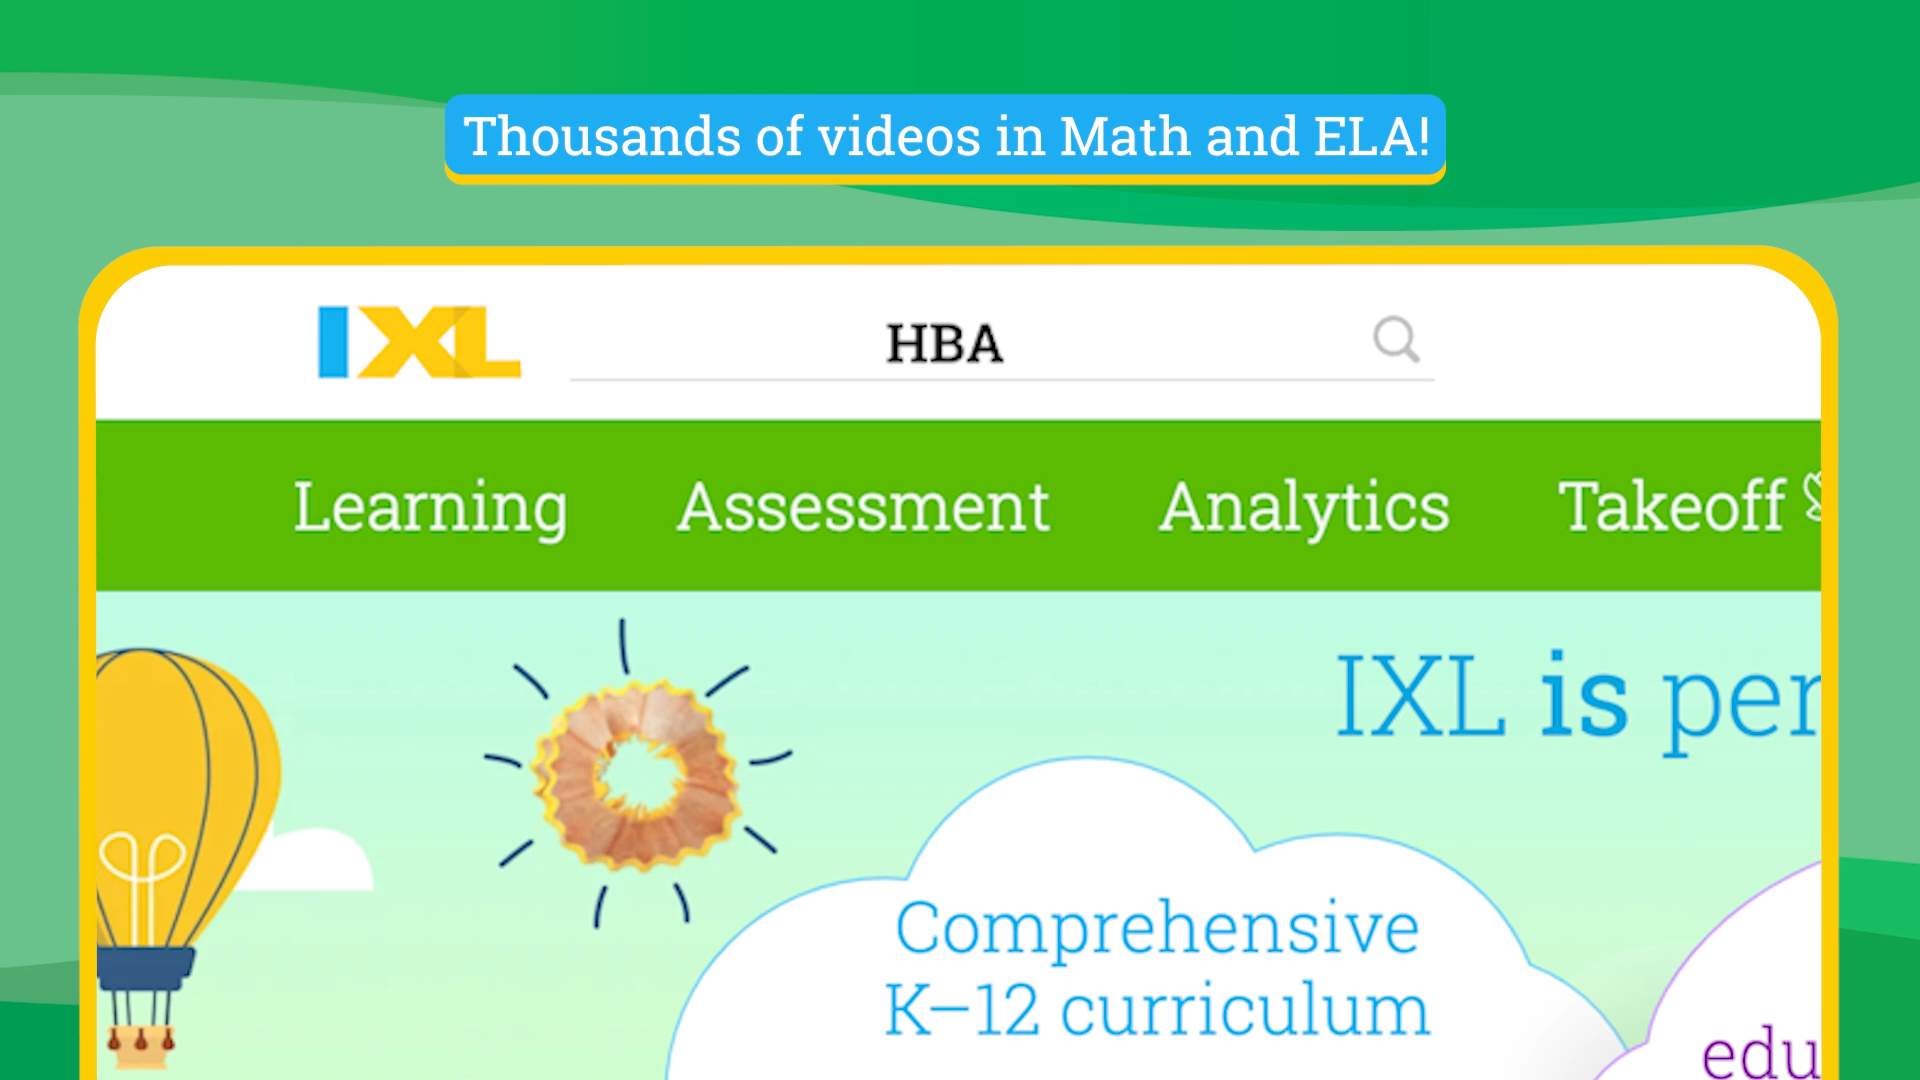 Thousands of videos in Math and ELA!
IXL
HBA
Learning Assessment Analytics Takeoff
IXL is per
Comprehensive
K–12 curriculum
edu